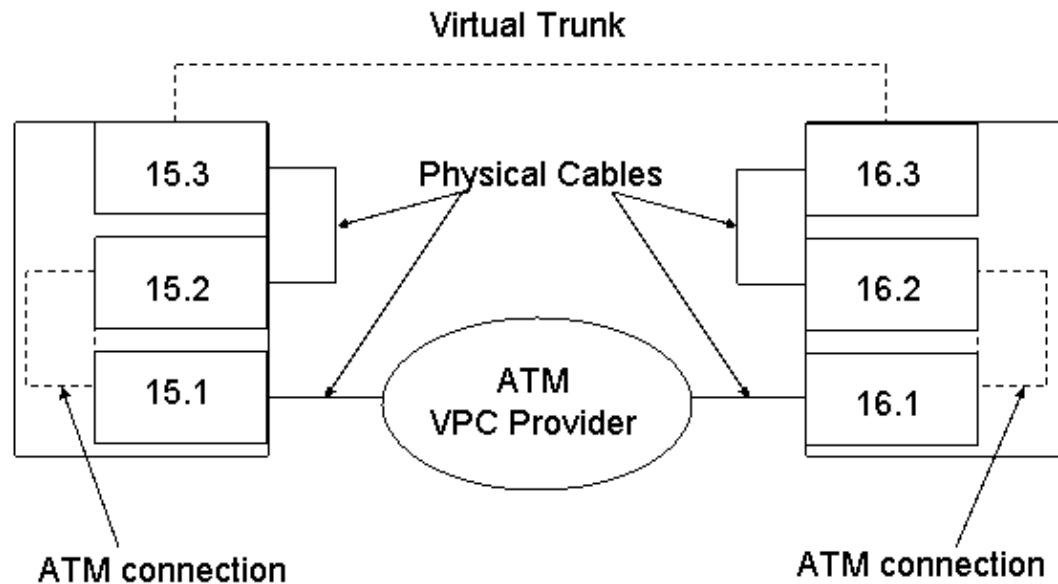 Virtual Trunk
15.3
Physical Cables
16.3
15.2
16.2
15.1
ATM
VPC Provider
16.1
ATM connection
ATM connection